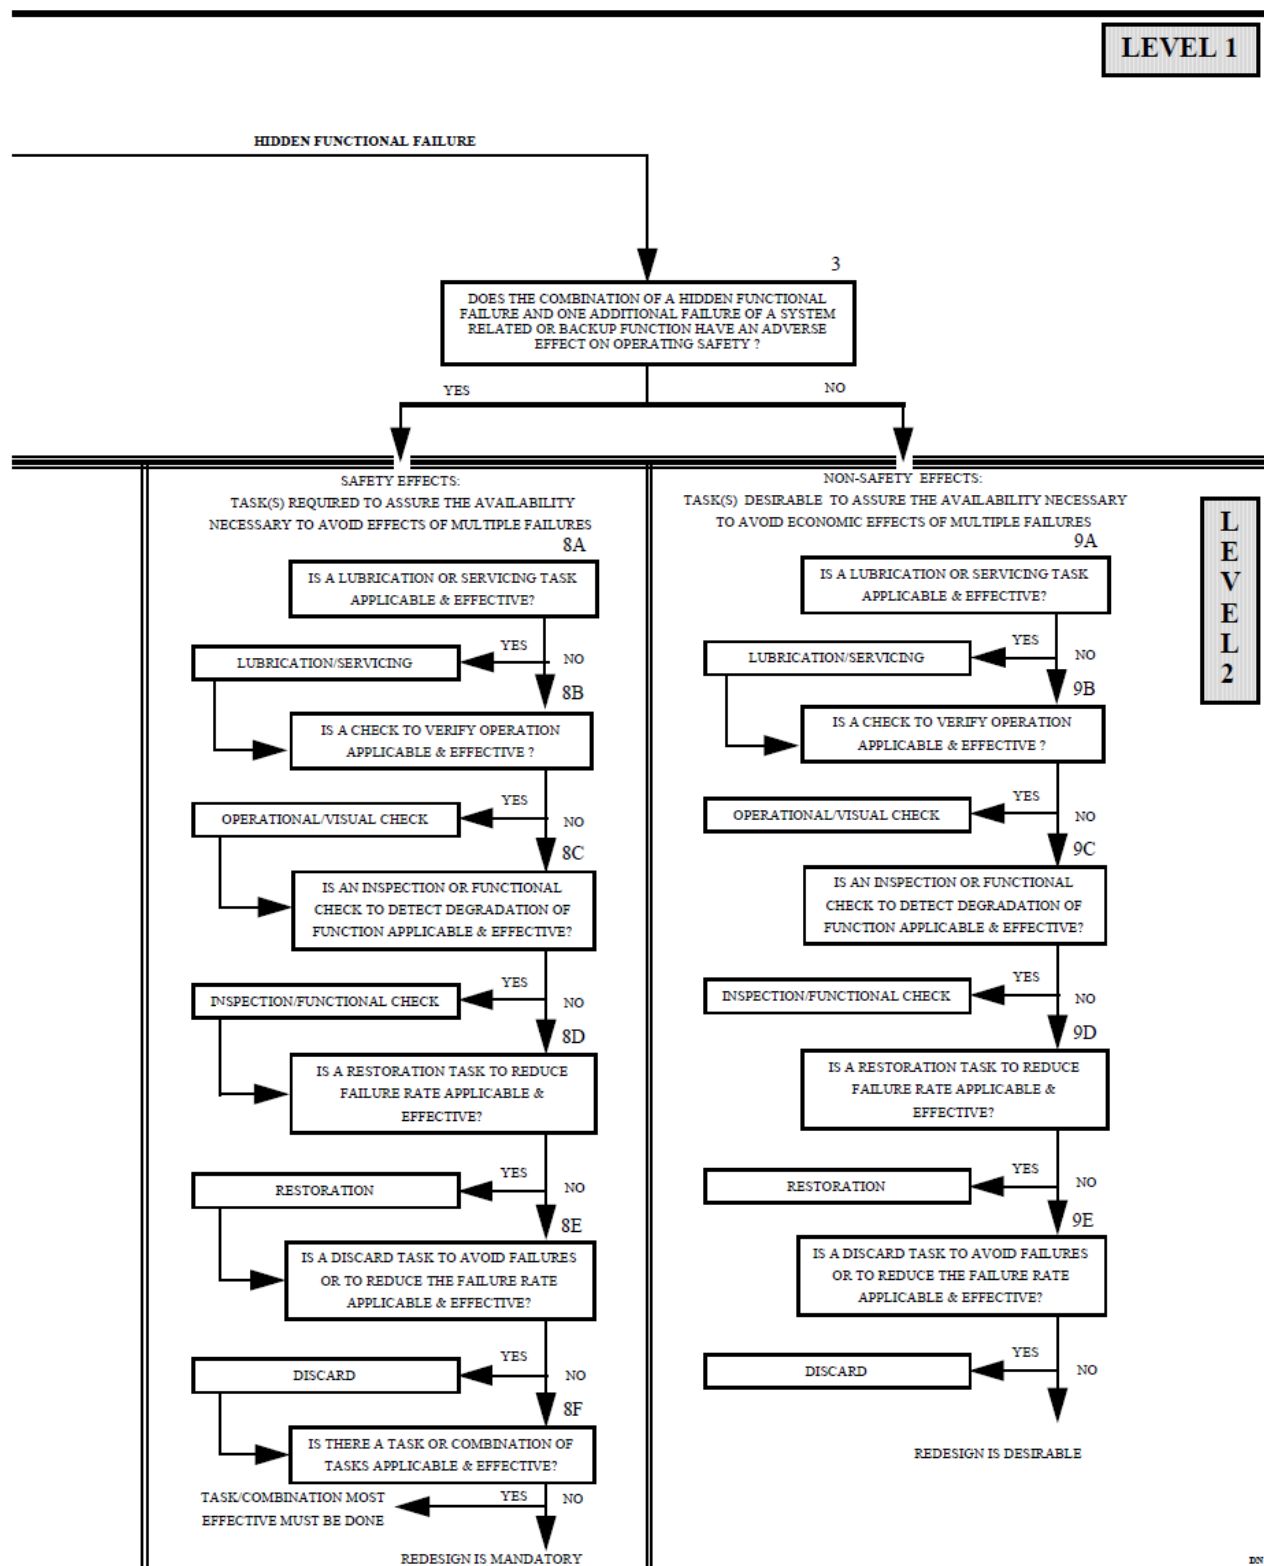 LEVEL 1
HIDDEN FUNCTIONAL FAILURE
3
DOES THE COMBINATION OF A HIDDEN FUNCTIONAL
FAILURE AND ONE ADDITIONAL FAILURE OF A SYSTEM
RELATED OR BACKUP FUNCTION HAVE AN ADVERSE
EFFECT ON OPERATING SAFETY ?
YES
NO
SAFETY EFFECTS:
TASK(S) REQUIRED TO ASSURE THE AVAILABILITY
NECESSARY TO AVOID EFFECTS OF MULTIPLE FAILURES
8A
IS A LUBRICATION OR SERVICING TASK
APPLICABLE & EFFECTIVE?
YES
LUBRICATION/SERVICING
NO
8B
IS A CHECK TO VERIFY OPERATION
APPLICABLE & EFFECTIVE ?
YES
OPERATIONAL/VISUAL CHECK
NO
8C
IS AN INSPECTION OR FUNCTIONAL
CHECK TO DETECT DEGRADATION OF
FUNCTION APPLICABLE & EFFECTIVE?
YES
INSPECTION/FUNCTIONAL CHECK
NO
8D
IS A RESTORATION TASK TO REDUCE
FAILURE RATE APPLICABLE &
EFFECTIVE?
YES
RESTORATION
NO
8E
IS A DISCARD TASK TO AVOID FAILURES
OR TO REDUCE THE FAILURE RATE
APPLICABLE & EFFECTIVE?
YES
DISCARD
NO
8F
IS THERE A TASK OR COMBINATION OF
TASKS APPLICABLE & EFFECTIVE?
YES
NO
TASK/COMBINATION MOST
EFFECTIVE MUST BE DONE
REDESIGN IS MANDATORY
NON-SAFETY EFFECTS:
TASK(S) DESIRABLE TO ASSURE THE AVAILABILITY NECESSARY
TO AVOID ECONOMIC EFFECTS OF MULTIPLE FAILURES
9A
IS A LUBRICATION OR SERVICING TASK
APPLICABLE & EFFECTIVE?
YES
LUBRICATION/SERVICING
NO
9B
IS A CHECK TO VERIFY OPERATION
APPLICABLE & EFFECTIVE ?
YES
OPERATIONAL/VISUAL CHECK
NO
9C
IS AN INSPECTION OR FUNCTIONAL
CHECK TO DETECT DEGRADATION OF
FUNCTION APPLICABLE & EFFECTIVE?
YES
INSPECTION/FUNCTIONAL CHECK
NO
9D
IS A RESTORATION TASK TO REDUCE
FAILURE RATE APPLICABLE &
EFFECTIVE?
YES
RESTORATION
NO
9E
IS A DISCARD TASK TO AVOID FAILURES
OR TO REDUCE THE FAILURE RATE
APPLICABLE & EFFECTIVE?
YES
DISCARD
NO
REDESIGN IS DESIRABLE
LEVEL 2